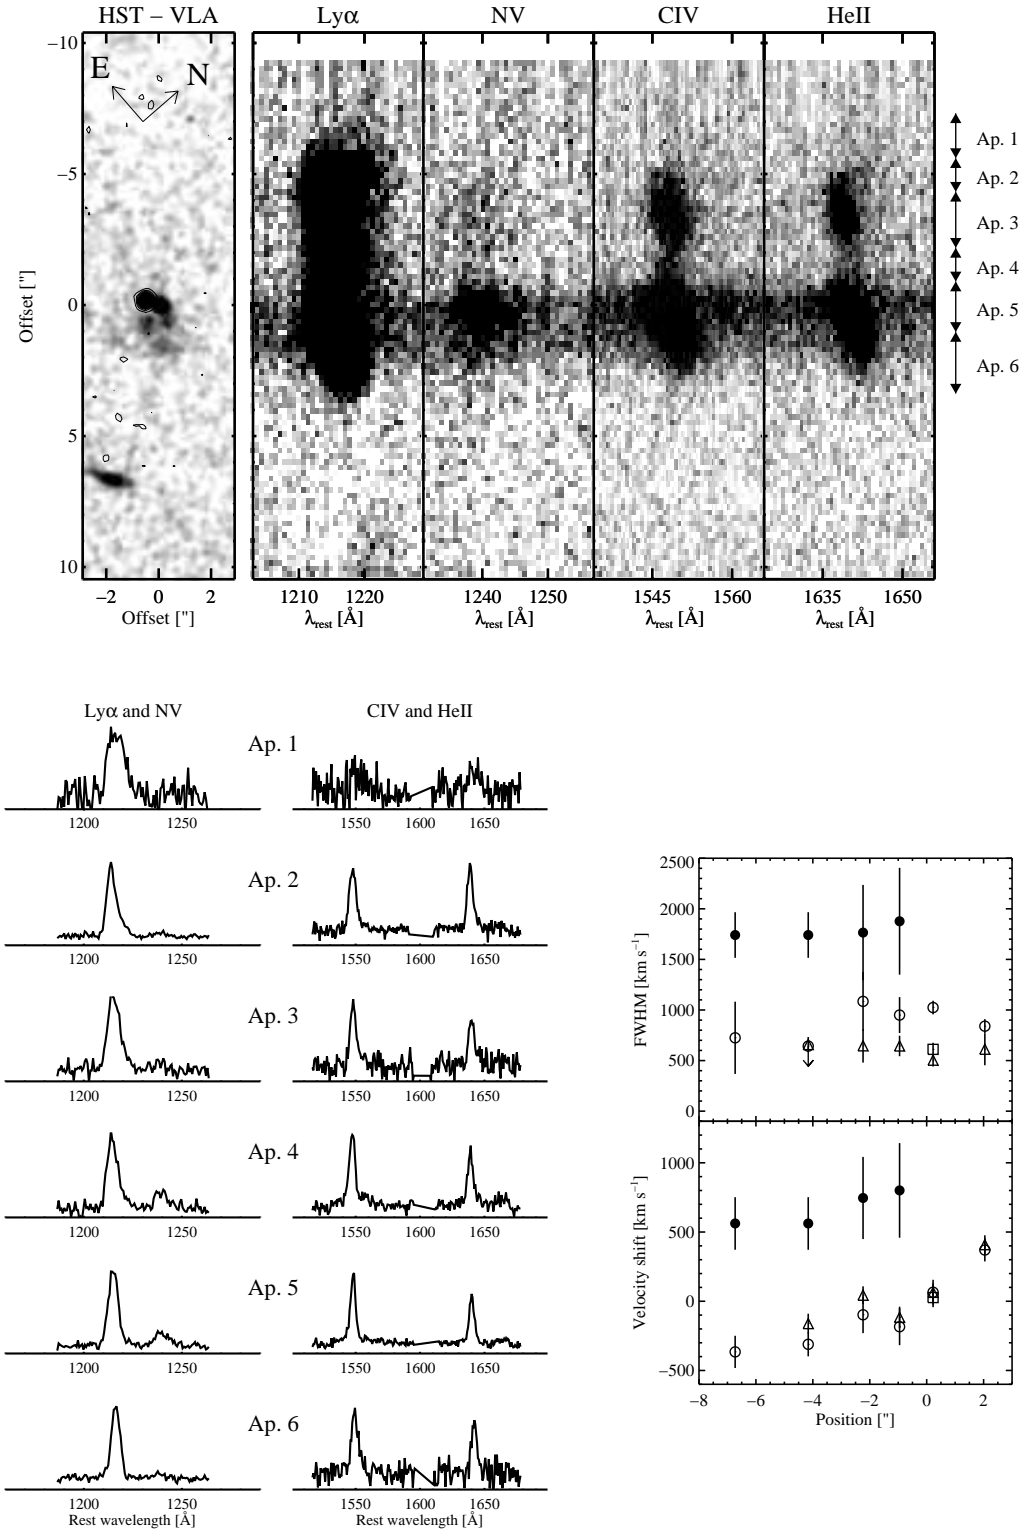 HST − VLA
Lyα
NV
CIV
HeII
E
N
−10
−5
0
5
10
Offset ["]
−2 0 2
Offset ["]
1210 1220
λrest [Å]
1240 1250
λrest [Å]
1545 1560
λrest [Å]
1635 1650
λrest [Å]
Ap. 1
Ap. 2
Ap. 3
Ap. 4
Ap. 5
Ap. 6
Lyα and NV
CIV and HeII
Ap. 1
1200 1250
1550 1600 1650
Ap. 2
1200 1250
1550 1600 1650
Ap. 3
1200 1250
1550 1600 1650
Ap. 4
1200 1250
1550 1600 1650
Ap. 5
1200 1250
1550 1600 1650
Ap. 6
1200 1250
Rest wavelength [Å]
1550 1600 1650
Rest wavelength [Å]
2500
2000
1500
1000
500
0
FWHM [km s⁻¹]
1000
500
0
−500
Velocity shift [km s⁻¹]
−8 −6 −4 −2 0 2
Position ["]